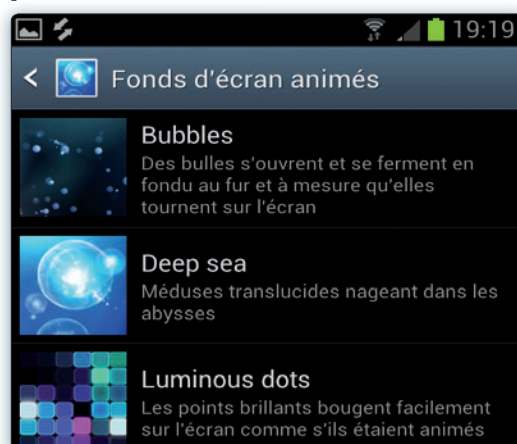 19:19
Fonds d'écran animés
Bubbles
Des bulles s'ouvrent et se ferment en
fondu au fur et à mesure qu'elles
tournent sur l'écran
Deep sea
Méduses translucides nageant dans les
abysses
Luminous dots
Les points brillants bougent facilement
sur l'écran comme s'ils étaient animés